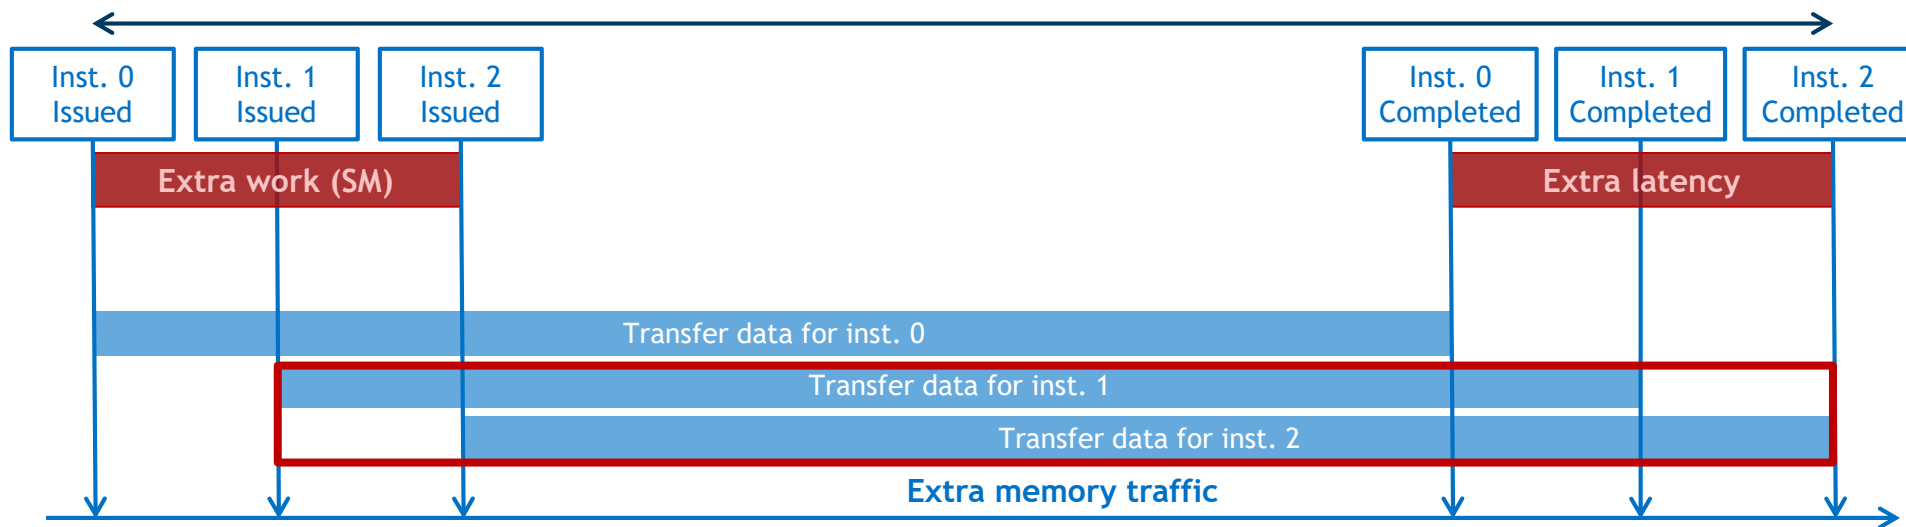 Inst. 0
Issued
Inst. 1
Issued
Inst. 2
Issued
Inst. 0
Completed
Inst. 1
Completed
Inst. 2
Completed
Extra work (SM)
Extra latency
Transfer data for inst. 0
Transfer data for inst. 1
Transfer data for inst. 2
Extra memory traffic